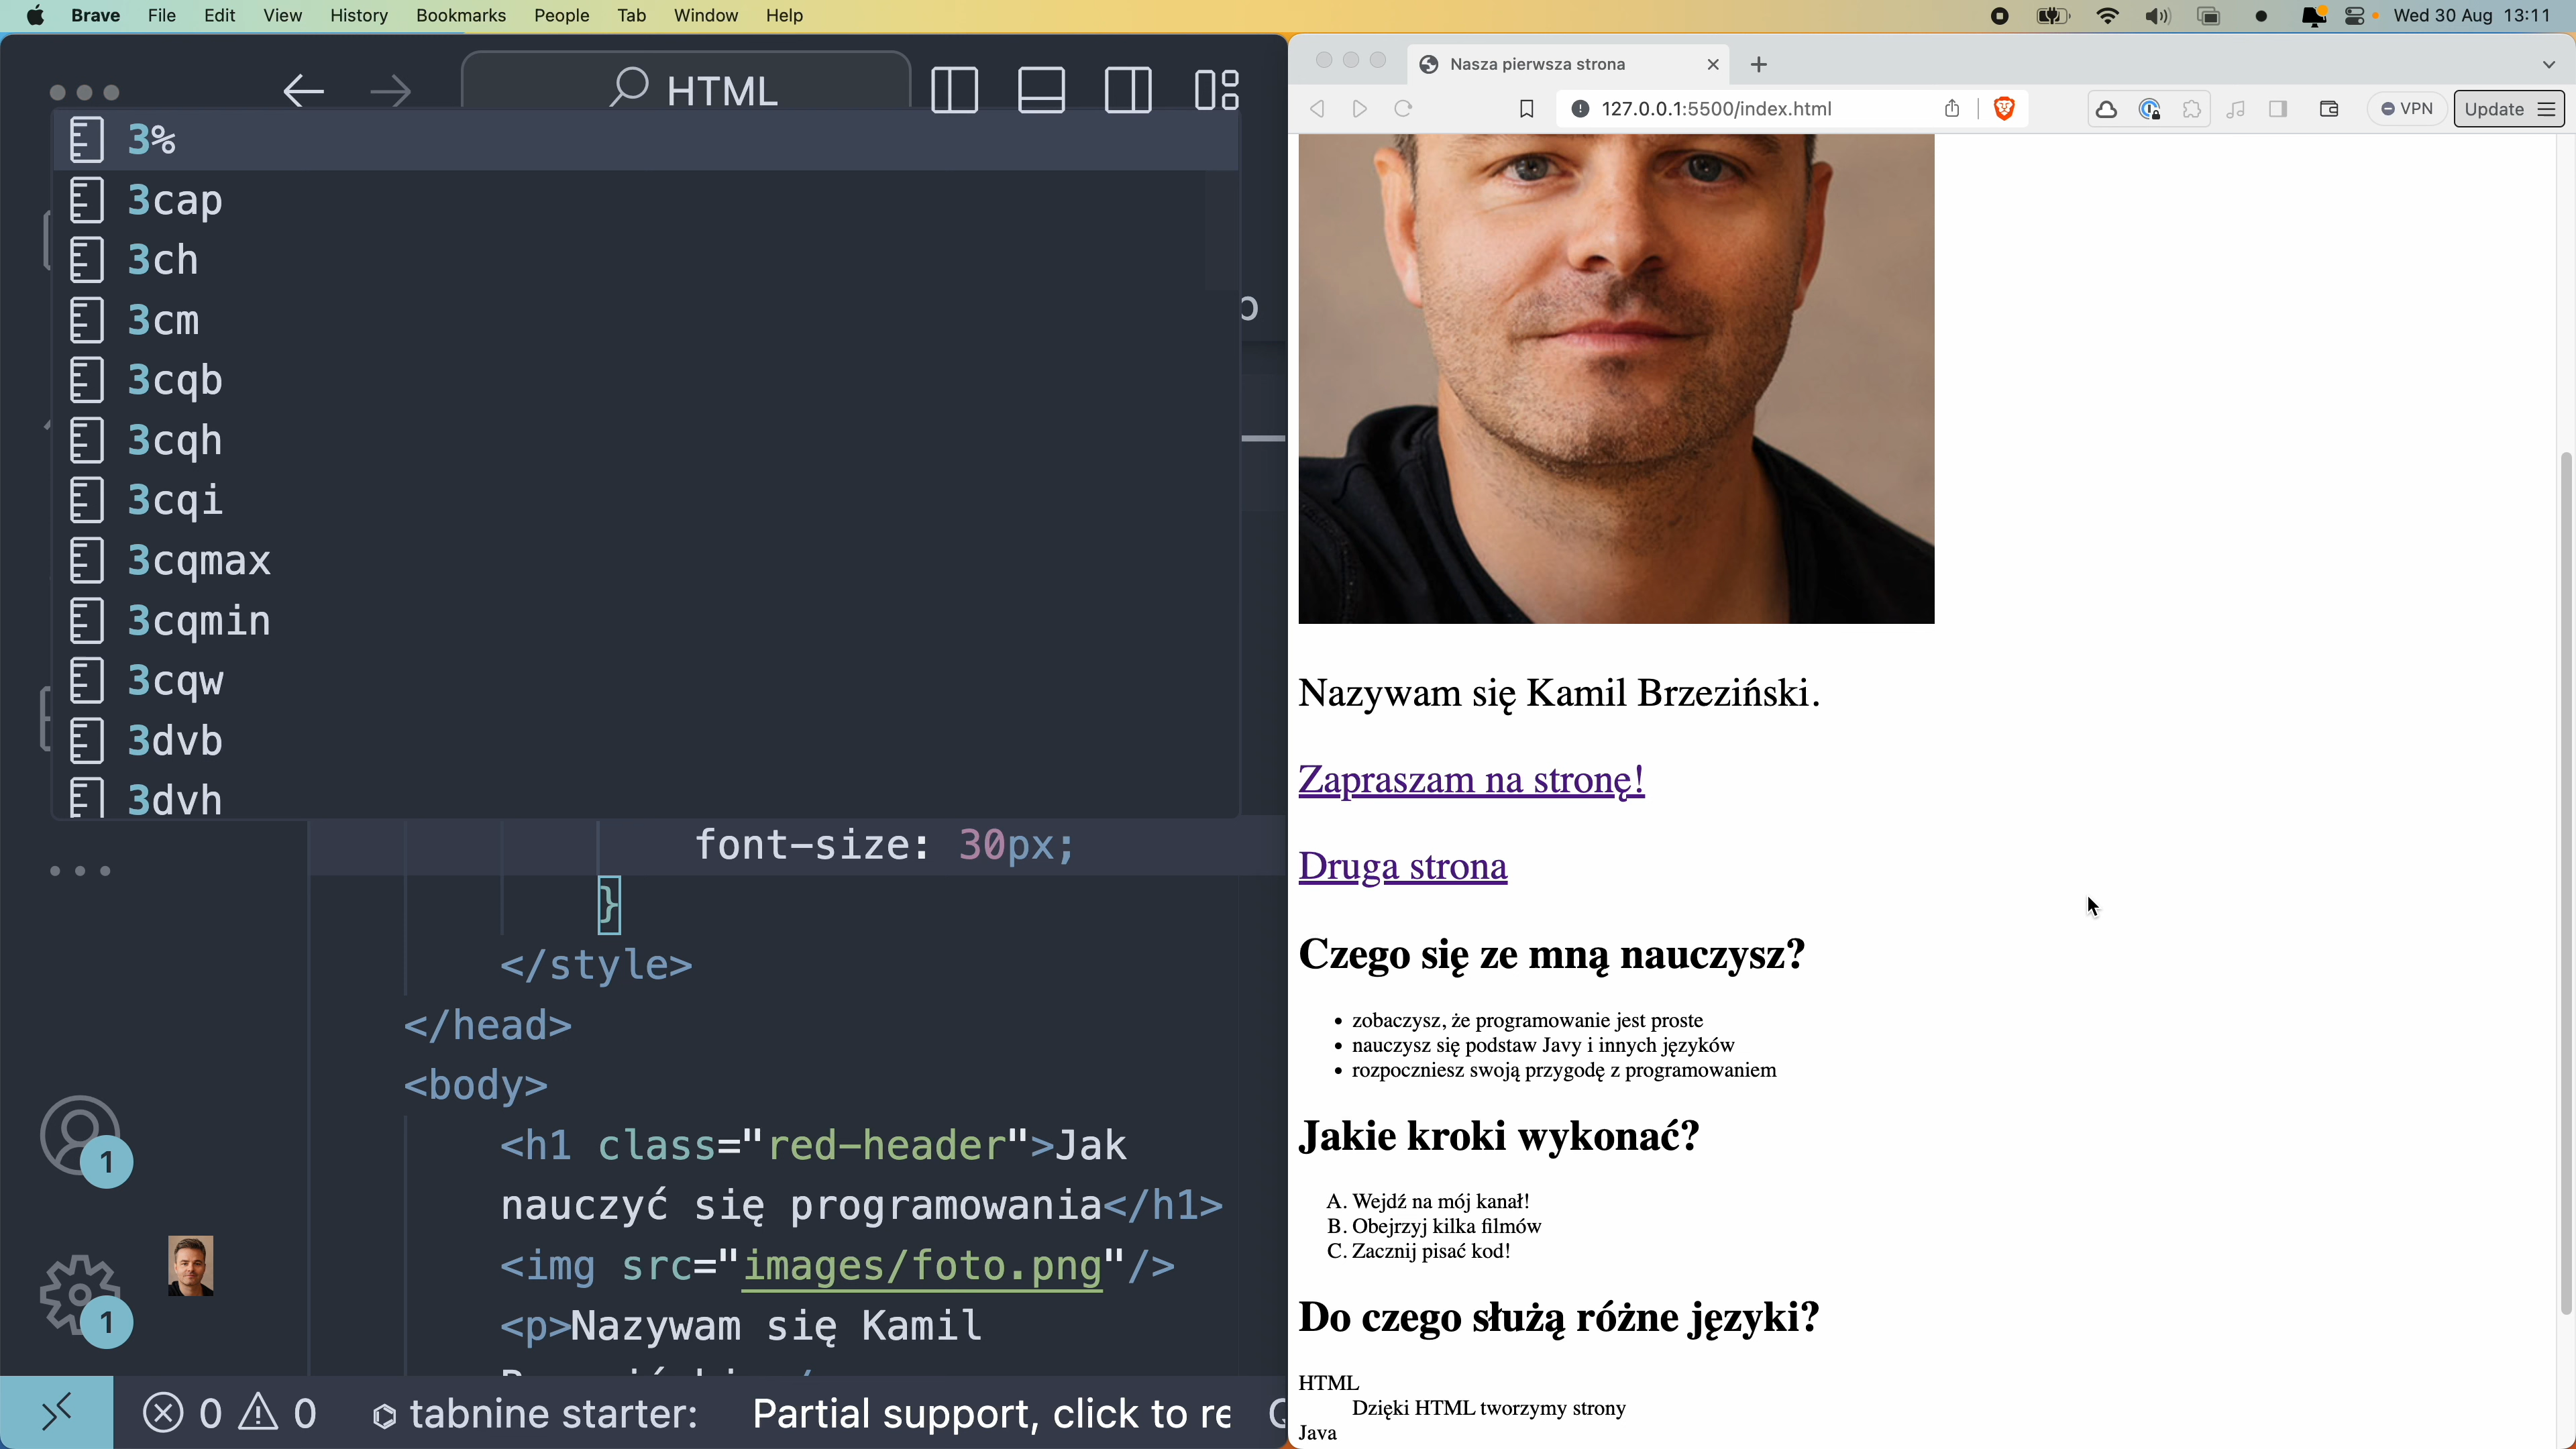 Brave File Edit View History Bookmarks People Tab Window Help
Wed 30 Aug 13:11
HTML
3%
3cap
3ch
3cm
3cqb
3cqh
3cqi
3cqmax
3cqmin
3cqw
3dvb
3dvh
font-size: 30px;
}
</style>
</head>
<body>
<h1 class="red-header">Jak
nauczyć się programowania</h1>
<img src="images/foto.png"/>
<p>Nazywam się Kamil
1
1
0 0 tabnine starter: Partial support, click to re
Nasza pierwsza strona
127.0.0.1:5500/index.html
VPN
Update
Nazywam się Kamil Brzeziński.
Zapraszam na stronę!
Druga strona
Czego się ze mną nauczysz?
• zobaczysz, że programowanie jest proste
• nauczysz się podstaw Javy i innych języków
• rozpoczniesz swoją przygodę z programowaniem
Jakie kroki wykonać?
A. Wejdź na mój kanał!
B. Obejrzyj kilka filmów
C. Zacznij pisać kod!
Do czego służą różne języki?
HTML
Dzięki HTML tworzymy strony
Java